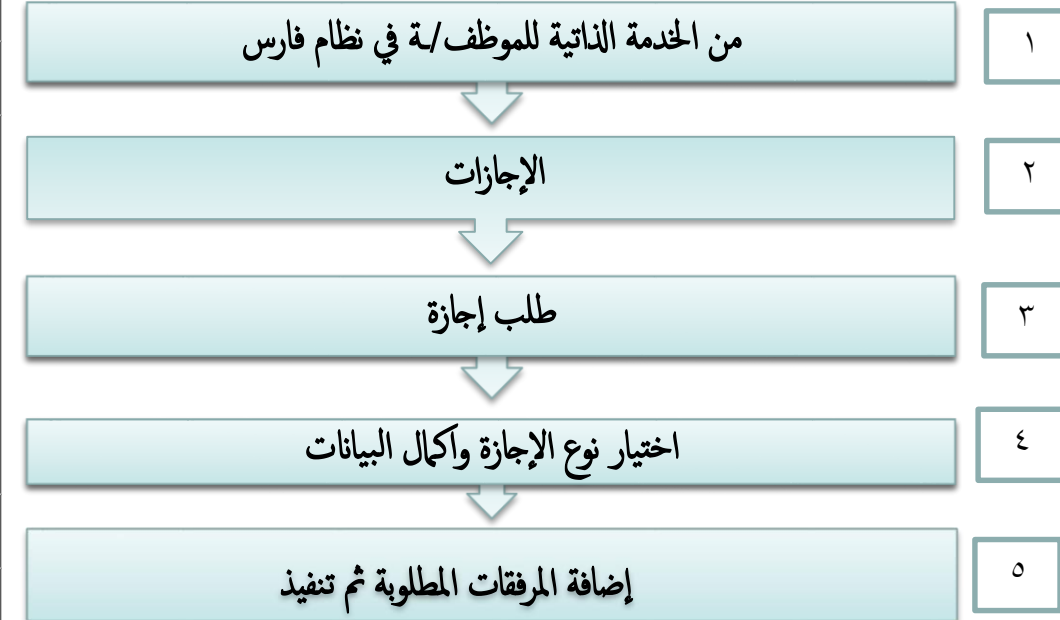 ١
من الخدمة الذاتية للموظف/ـة في نظام فارس
٢
الإجازات
٣
طلب إجازة
٤
اختيار نوع الإجازة واكمال البيانات
٥
إضافة المرفقات المطلوبة ثم تنفيذ